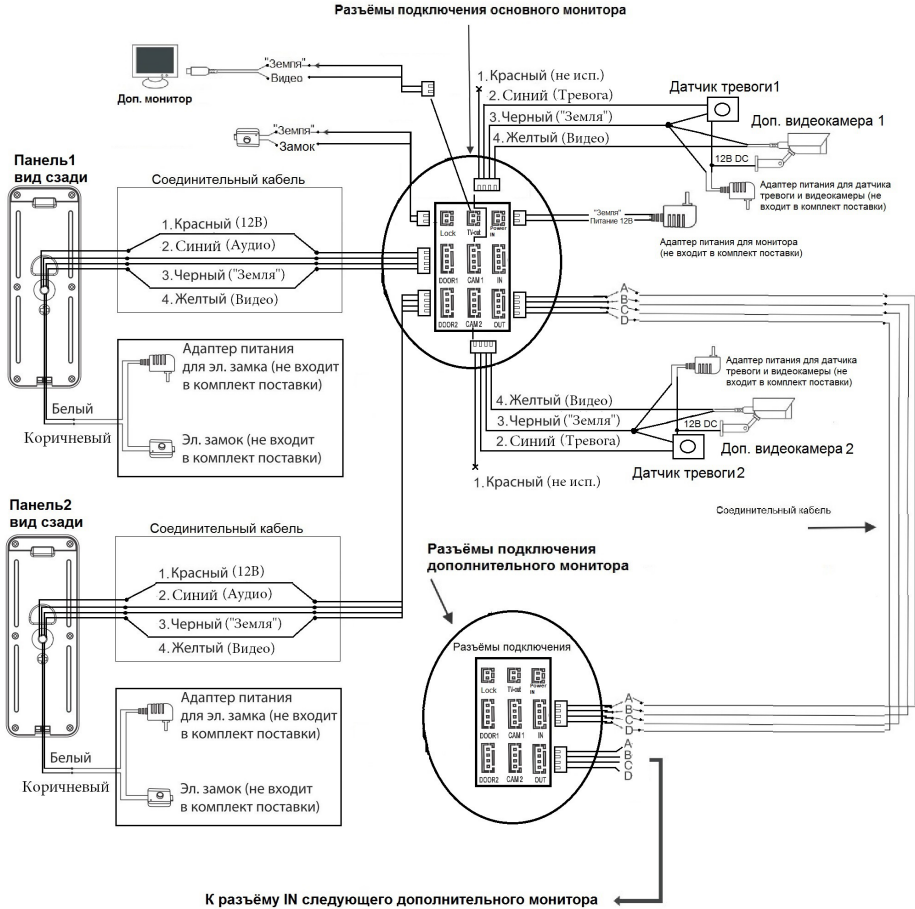 Разъёмы подключения основного монитора
"Земля"
Видео
Доп. монитор
"Земля"
Замок
1. Красный (не исп.)
2. Синий (Тревога)
3. Черный ("Земля")
4. Желтый (Видео)
Датчик тревоги1
Доп. видеокамера 1
12В DC
Адаптер питания для датчика
тревоги и видеокамеры (не
входит в комплект поставки)
"Земля"
Питание 12В
Адаптер питания для монитора
(не входит в комплект поставки)
Панель1
вид сзади
Соединительный кабель
1. Красный (12В)
2. Синий (Аудио)
3. Черный ("Земля")
4. Желтый (Видео)
Lock
TV-out
Power
IN
DOOR1
CAM 1
IN
DOOR2
CAM 2
OUT
A
B
C
D
Адаптер питания
для эл. замка (не входит
в комплект поставки)
Белый
Коричневый
Эл. замок (не входит
в комплект поставки)
Адаптер питания для датчика
тревоги и видеокамеры (не
входит в комплект поставки)
4. Желтый (Видео)
3. Черный ("Земля")
2. Синий (Тревога)
1. Красный (не исп.)
12В DC
Доп. видеокамера 2
Датчик тревоги2
Соединительный кабель
Панель2
вид сзади
Соединительный кабель
1. Красный (12В)
2. Синий (Аудио)
3. Черный ("Земля")
4. Желтый (Видео)
Разъёмы подключения
дополнительного монитора
Разъёмы подключения
Lock
TV-out
Power
IN
DOOR1
CAM 1
IN
DOOR2
CAM 2
OUT
A
B
C
D
A
B
C
D
Адаптер питания
для эл. замка (не входит
в комплект поставки)
Белый
Коричневый
Эл. замок (не входит
в комплект поставки)
К разъёму IN следующего дополнительного монитора